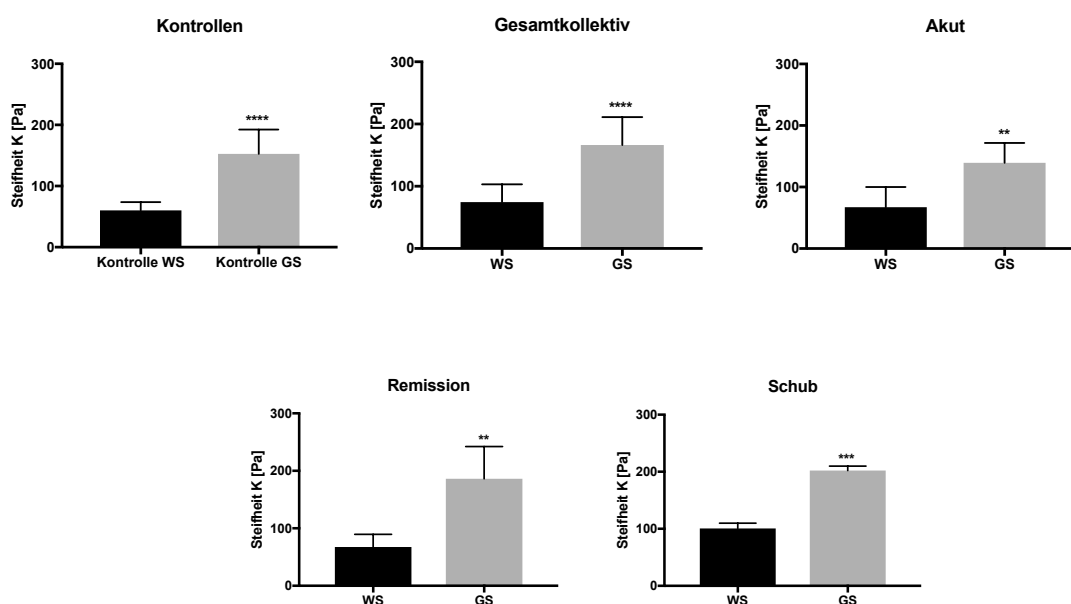 Kontrollen
Steifheit K [Pa]
300
200
100
0
****
Kontrolle WS
Kontrolle GS
Gesamtkollektiv
Steifheit K [Pa]
300
200
100
0
****
WS
GS
Akut
Steifheit K [Pa]
300
200
100
0
**
WS
GS
Remission
Steifheit K [Pa]
300
200
100
0
**
WS
GS
Schub
Steifheit K [Pa]
300
200
100
0
***
WS
GS